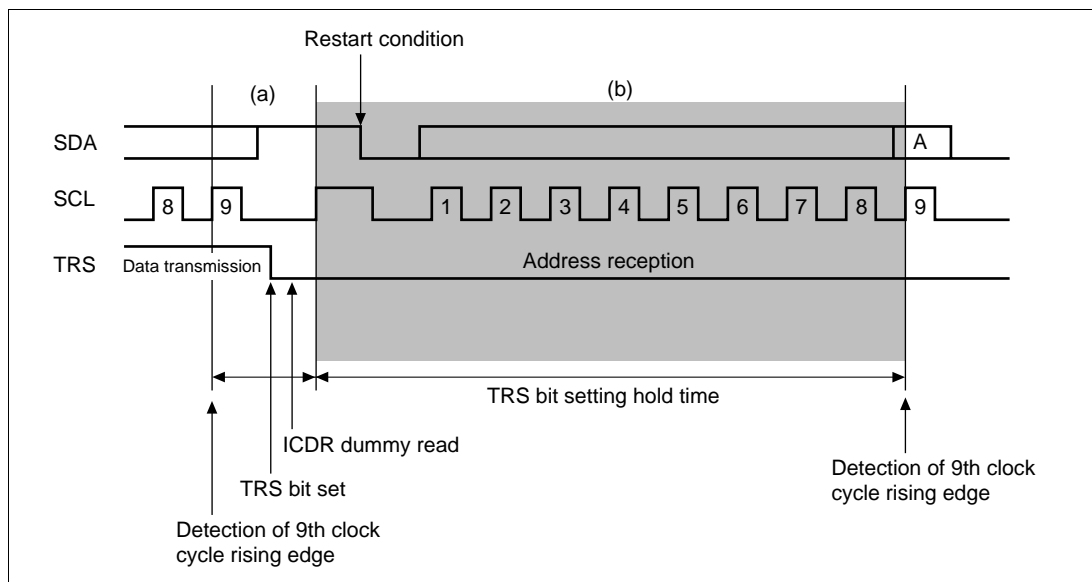 Restart condition
(a)
(b)
SDA
A
SCL
8
9
1
2
3
4
5
6
7
8
9
TRS
Data transmission
Address reception
TRS bit setting hold time
ICDR dummy read
TRS bit set
Detection of 9th clock
cycle rising edge
Detection of 9th clock
cycle rising edge